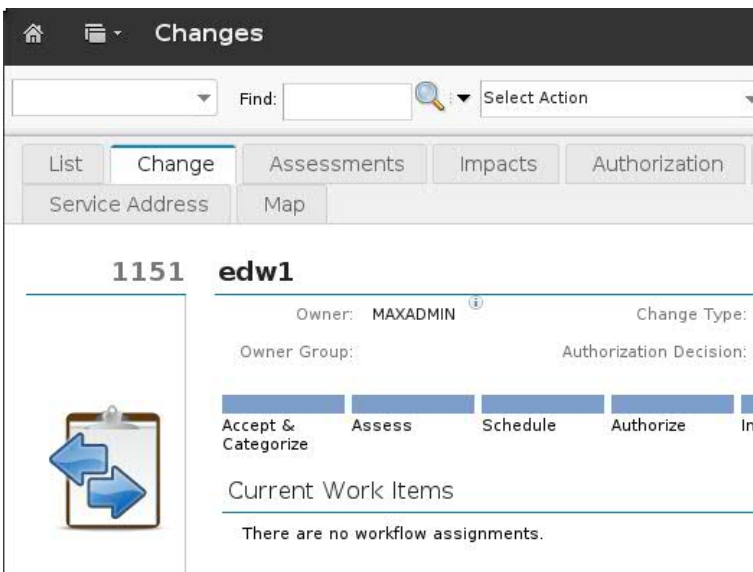 Changes
Find: Select Action
List Change Assessments Impacts Authorization
Service Address Map
1151 edw1
Owner: MAXADMIN Change Type:
Owner Group: Authorization Decision:
Accept & Assess Schedule Authorize
Categorize
Current Work Items
There are no workflow assignments.